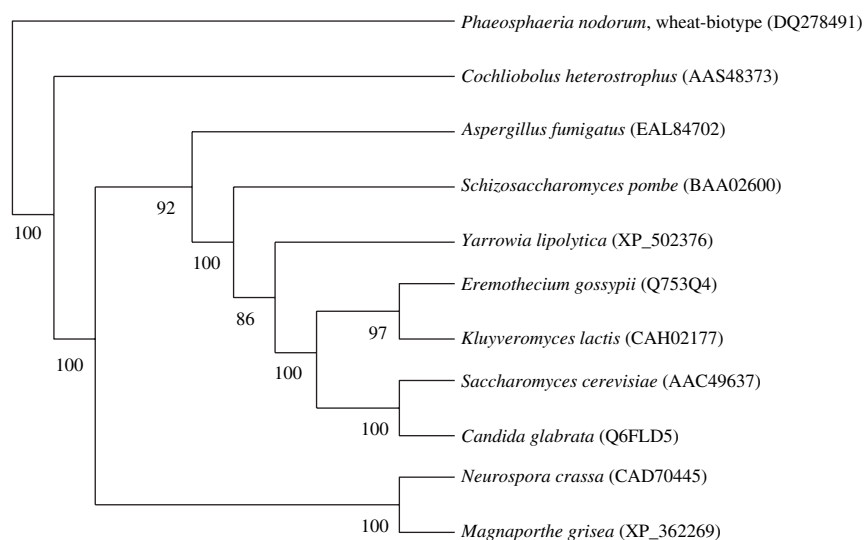 Phaeosphaeria nodorum, wheat-biotype (DQ278491)
Cochliobolus heterostrophus (AAS48373)
Aspergillus fumigatus (EAL84702)
Schizosaccharomyces pombe (BAA02600)
92
Yarrowia lipolytica (XP_502376)
100
100
Eremothecium gossypii (Q753Q4)
86
97
Kluyveromyces lactis (CAH02177)
100
100
Saccharomyces cerevisiae (AAC49637)
100
Candida glabrata (Q6FLD5)
Neurospora crassa (CAD70445)
100
Magnaporthe grisea (XP_362269)